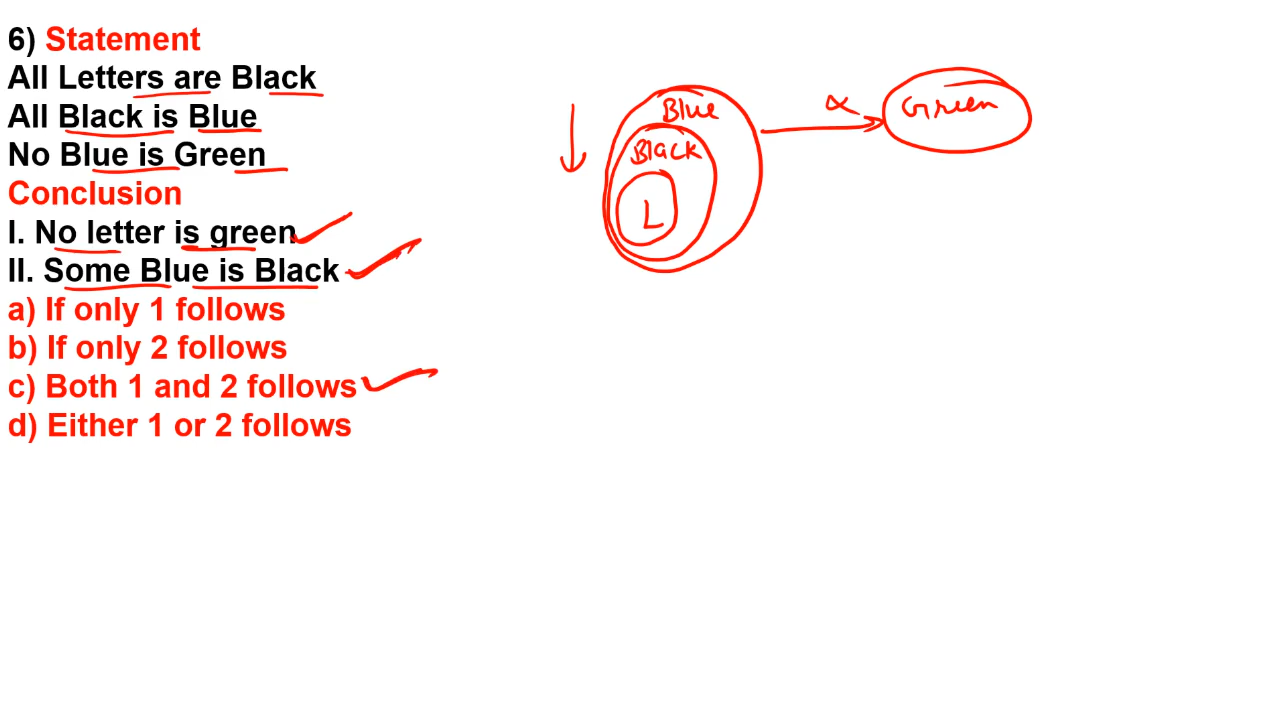 6) Statement
All Letters are Black
All Black is Blue
No Blue is Green
Conclusion
I. No letter is green
II. Some Blue is Black
a) If only 1 follows
b) If only 2 follows
c) Both 1 and 2 follows
d) Either 1 or 2 follows
Blue
Black
L
Green